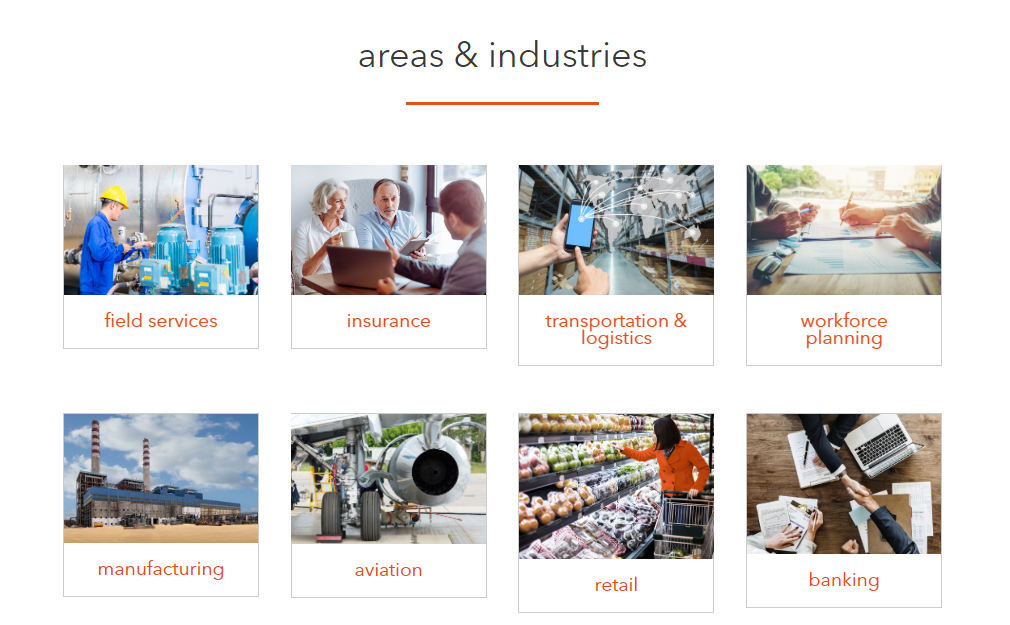 areas & industries
field services
insurance
transportation &
logistics
workforce
planning
manufacturing
aviation
retail
banking